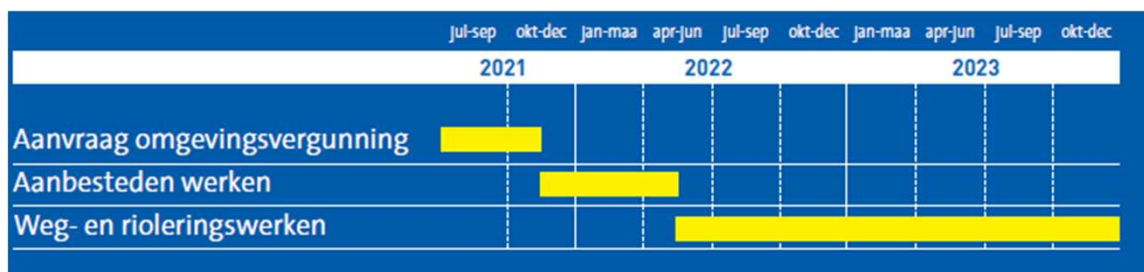 jul-sep okt-dec jan-maa apr-jun jul-sep okt-dec jan-maa apr-jun jul-sep okt-dec
2021 2022 2023
Aanvraag omgevingsvergunning
Aanbesteden werken
Weg- en rioleringswerken